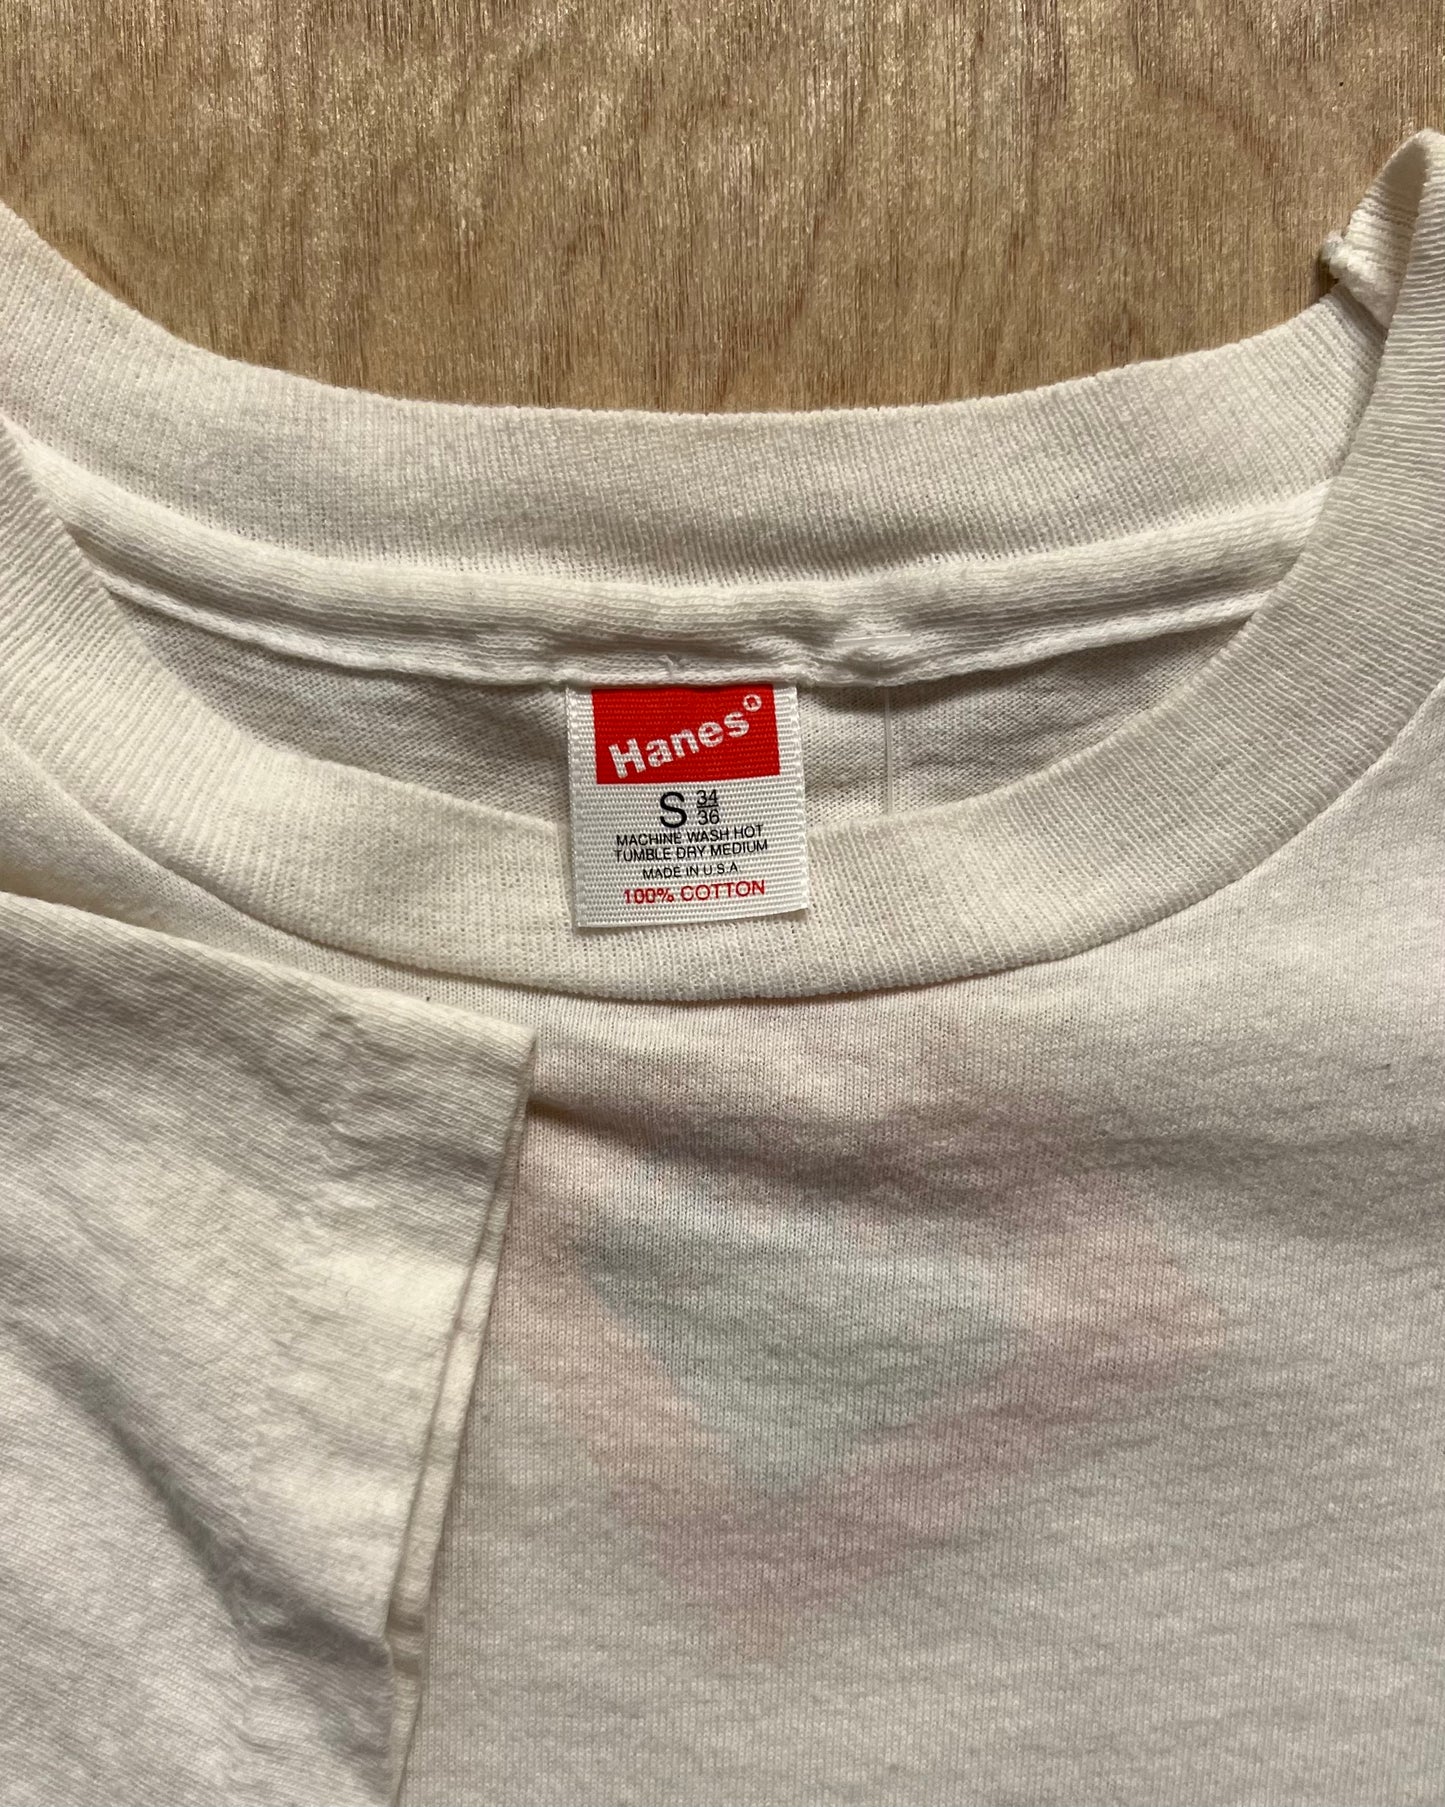 Hanes®
S 34/36
MACHINE WASH HOT
TUMBLE DRY MEDIUM
MADE IN U.S.A
100% COTTON